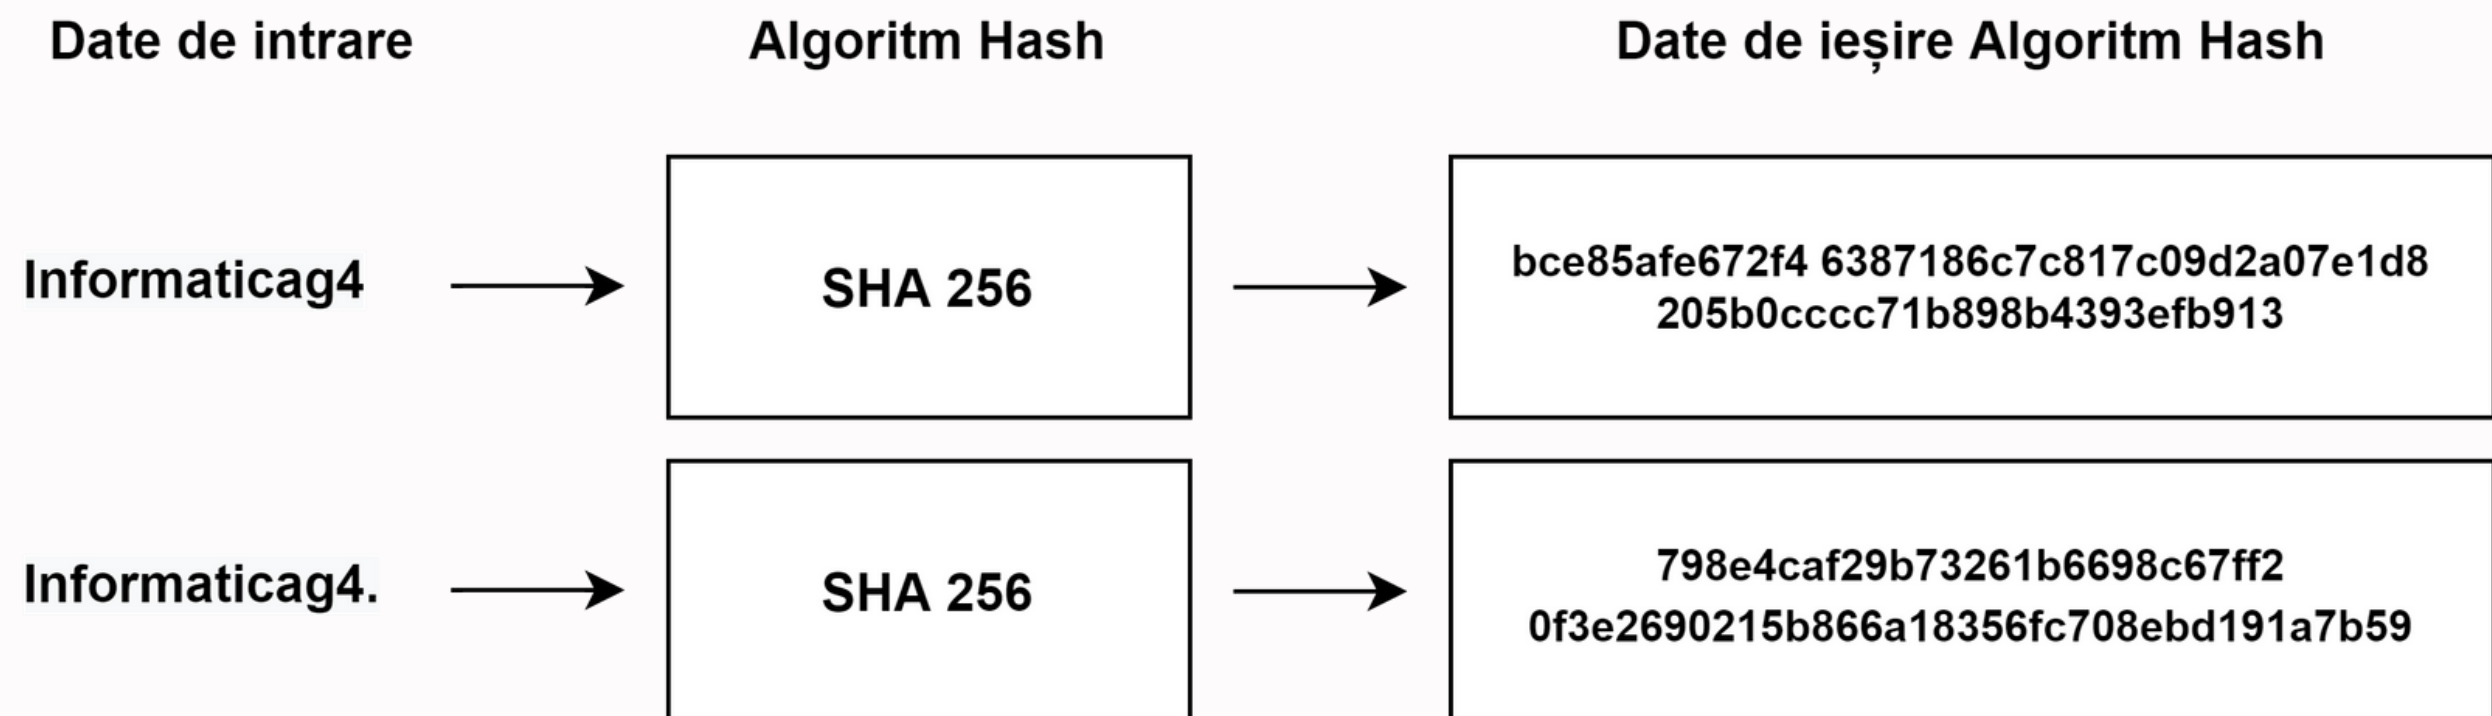 Date de intrare
Algoritm Hash
Date de ieșire Algoritm Hash
Informaticag4
SHA 256
bce85afe672f4 6387186c7c817c09d2a07e1d8
205b0cccc71b898b4393efb913
Informaticag4.
SHA 256
798e4caf29b73261b6698c67ff2
0f3e2690215b866a18356fc708ebd191a7b59